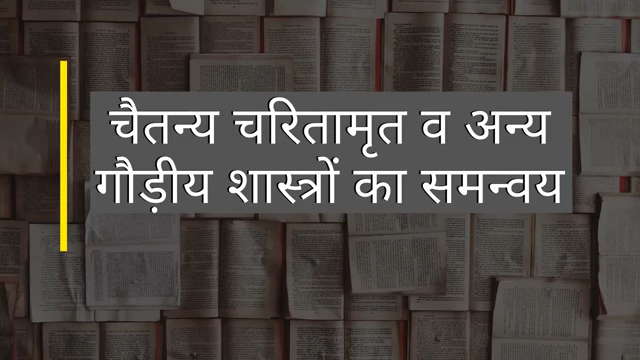 चैतन्य चरितामृत व अन्य
गौड़ीय शास्त्रों का समन्वय